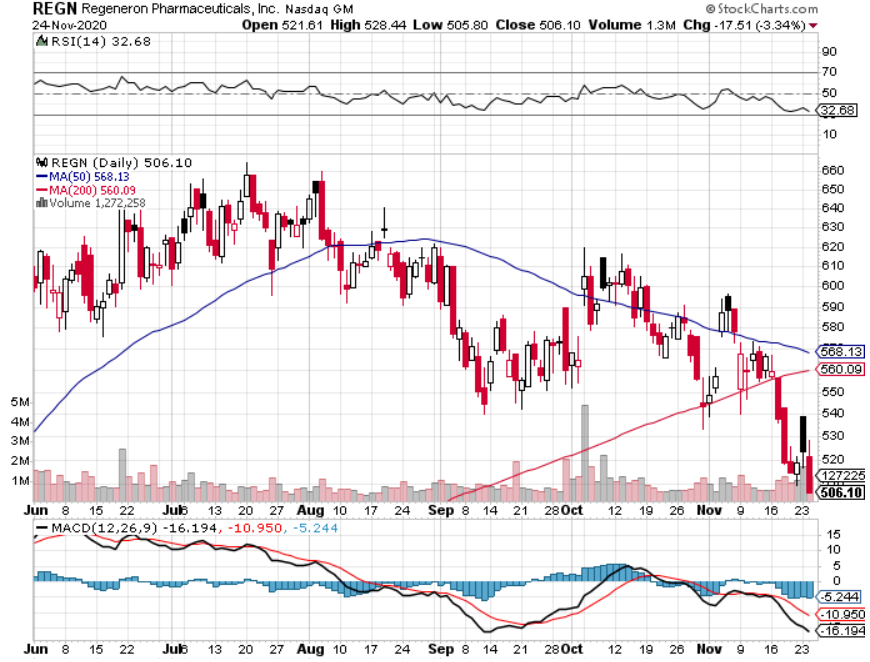 REGN Regeneron Pharmaceuticals, Inc. Nasdaq GM © StockCharts.com
24-Nov-2020 Open 521.61 High 528.44 Low 505.80 Close 506.10 Volume 1.3M Chg -17.51 (-3.34%)
RSI(14) 32.68
90
70
50
32.68
10
REGN (Daily) 506.10
MA(50) 568.13
MA(200) 560.09
Volume 1,272,258
660
650
640
630
620
610
600
590
580
568.13
560.09
550
540
530
520
127225
506.10
5M
4M
3M
2M
1M
Jun 8 15 22 Jul 6 13 20 27 Aug 10 17 24 Sep 8 14 21 28 Oct 12 19 26 Nov 9 16 23
MACD(12,26,9) -16.194, -10.950, -5.244
15
10
5
0
-5.244
-10.950
-16.194
Jun 8 15 22 Jul 6 13 20 27 Aug 10 17 24 Sep 8 14 21 28 Oct 12 19 26 Nov 9 16 23